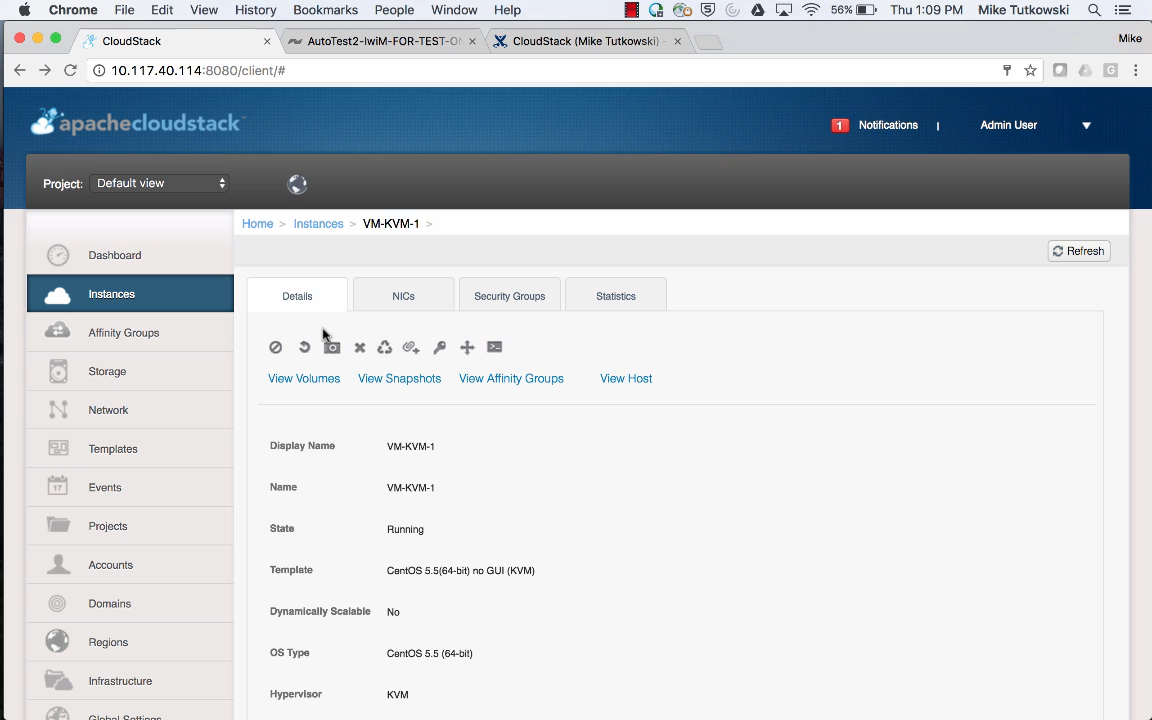 Chrome File Edit View History Bookmarks People Window Help 56% Thu 1:09 PM Mike Tutkowski
CloudStack AutoTest2-IwiM-FOR-TEST-ON CloudStack (Mike Tutkowski) - Mike
10.117.40.114:8080/client/#
apachecloudstack 1 Notifications | Admin User
Project: Default view
Home > Instances > VM-KVM-1 >
Refresh
Dashboard
Instances
Affinity Groups
Storage
Network
Templates
17 Events
Projects
Accounts
Domains
Regions
Infrastructure
Global Settings
Details NICs Security Groups Statistics
View Volumes View Snapshots View Affinity Groups View Host
Display Name VM-KVM-1
Name VM-KVM-1
State Running
Template CentOS 5.5(64-bit) no GUI (KVM)
Dynamically Scalable No
OS Type CentOS 5.5 (64-bit)
Hypervisor KVM